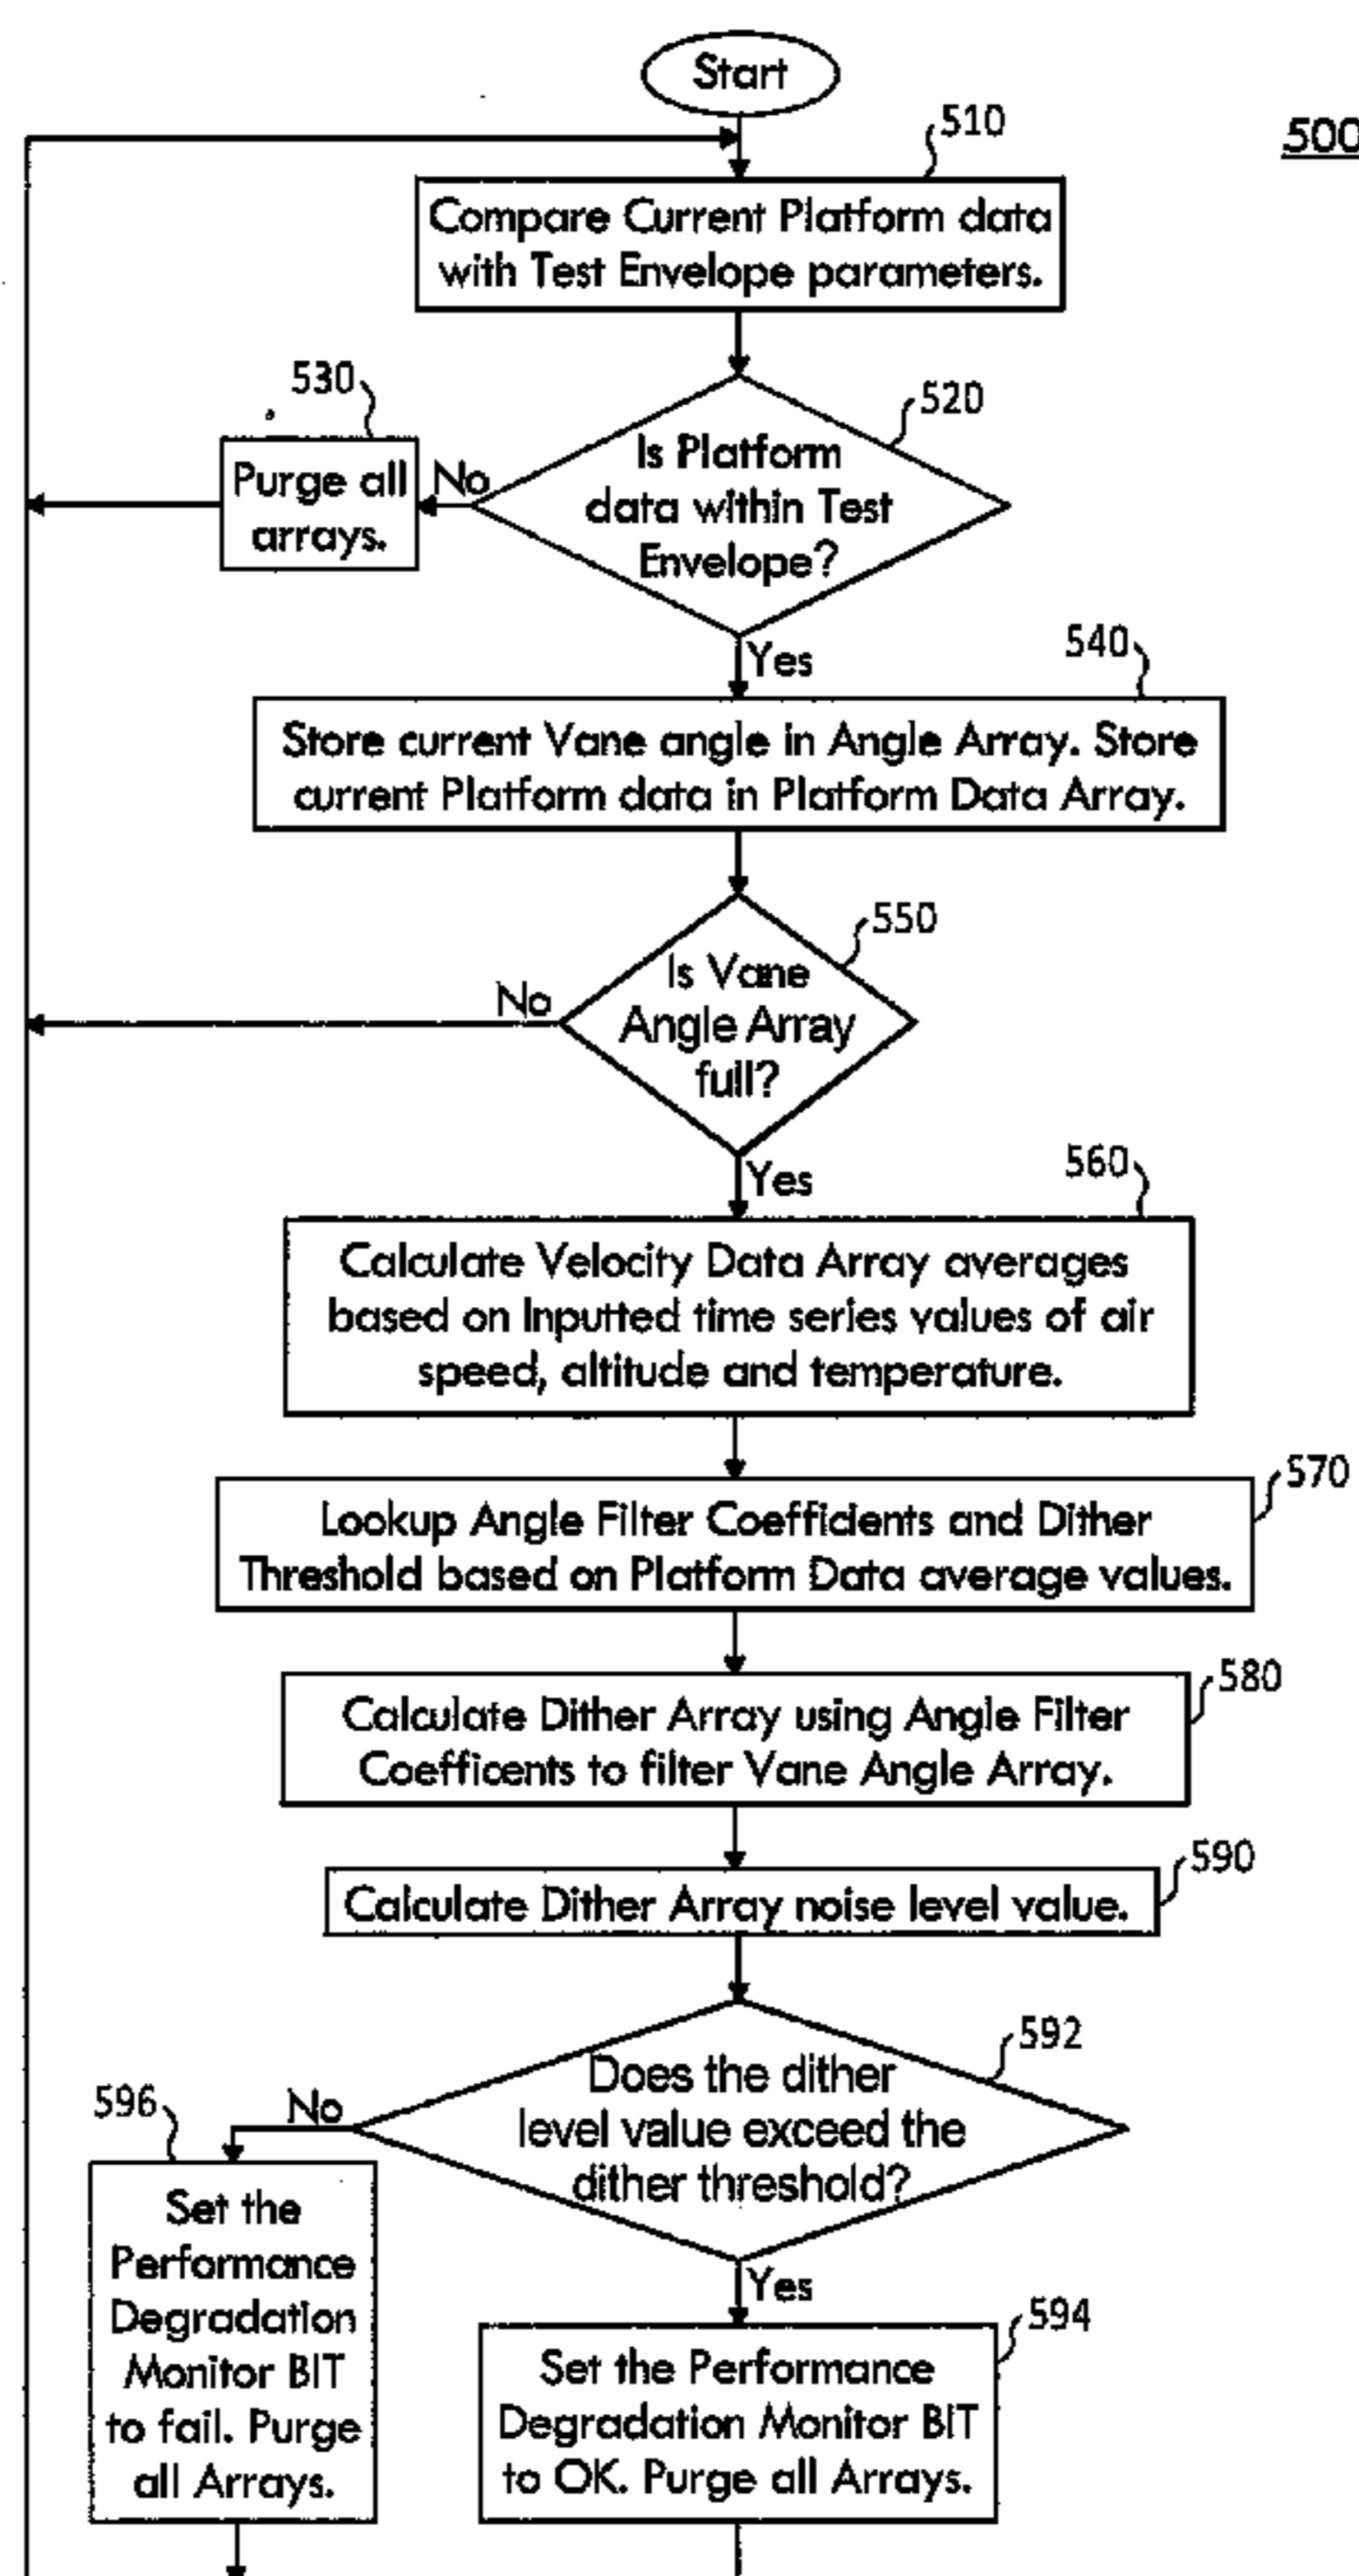 Start
510
500
Compare Current Platform data
with Test Envelope parameters.
530
520
Is Platform
data within Test
Envelope?
No
Purge all
arrays.
Yes
540
Store current Vane angle in Angle Array. Store
current Platform data in Platform Data Array.
550
Is Vane
Angle Array
full?
No
Yes
560
Calculate Velocity Data Array averages
based on Inputted time series values of air
speed, altitude and temperature.
570
Lookup Angle Filter Coefficients and Dither
Threshold based on Platform Data average values.
580
Calculate Dither Array using Angle Filter
Coefficents to filter Vane Angle Array.
590
Calculate Dither Array noise level value.
592
Does the dither
level value exceed the
dither threshold?
596
No
Set the
Performance
Degradation
Monitor BIT
to fail. Purge
all Arrays.
Yes
594
Set the Performance
Degradation Monitor BIT
to OK. Purge all Arrays.